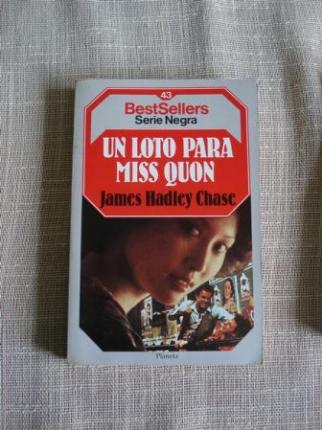 43
BestSellers
Serie Negra
UN LOTO PARA
MISS QUON
James Hadley Chase
Planeta